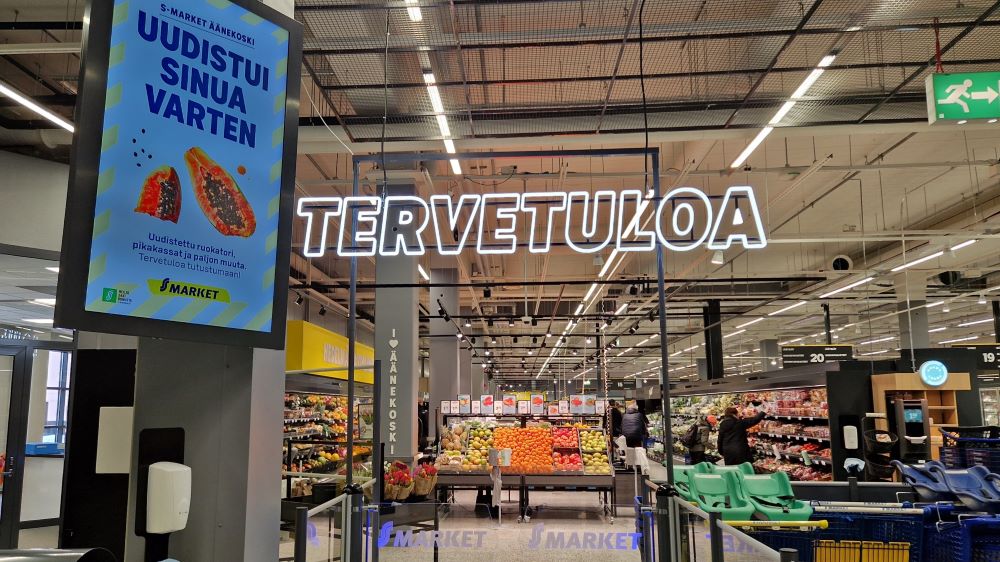 S-MARKET ÄÄNEKOSKI
UUDISTUI
SINUA
VARTEN
Uudistettu ruokatori,
pikakassat ja paljon muuta.
Tervetuloa tutustumaan!
S MARKET
TERVETULOA
I ♥ ÄÄNEKOSKI
20
19
S MARKET
S MARKET